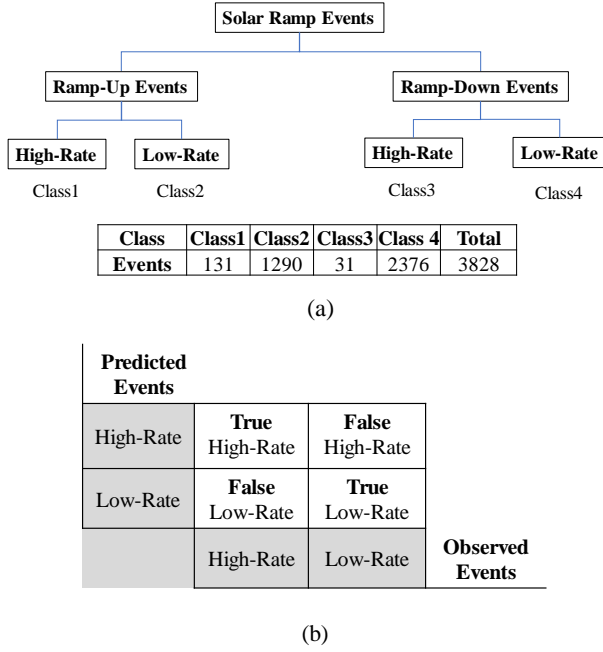 Solar Ramp Events
Ramp-Up Events
Ramp-Down Events
High-Rate
Low-Rate
High-Rate
Low-Rate
Class1
Class2
Class3
Class4
Class Class1 Class2 Class3 Class 4 Total
Events 131 1290 31 2376 3828
(a)
Predicted
Events
High-Rate
True
High-Rate
False
High-Rate
Low-Rate
False
Low-Rate
True
Low-Rate
High-Rate
Low-Rate
Observed
Events
(b)